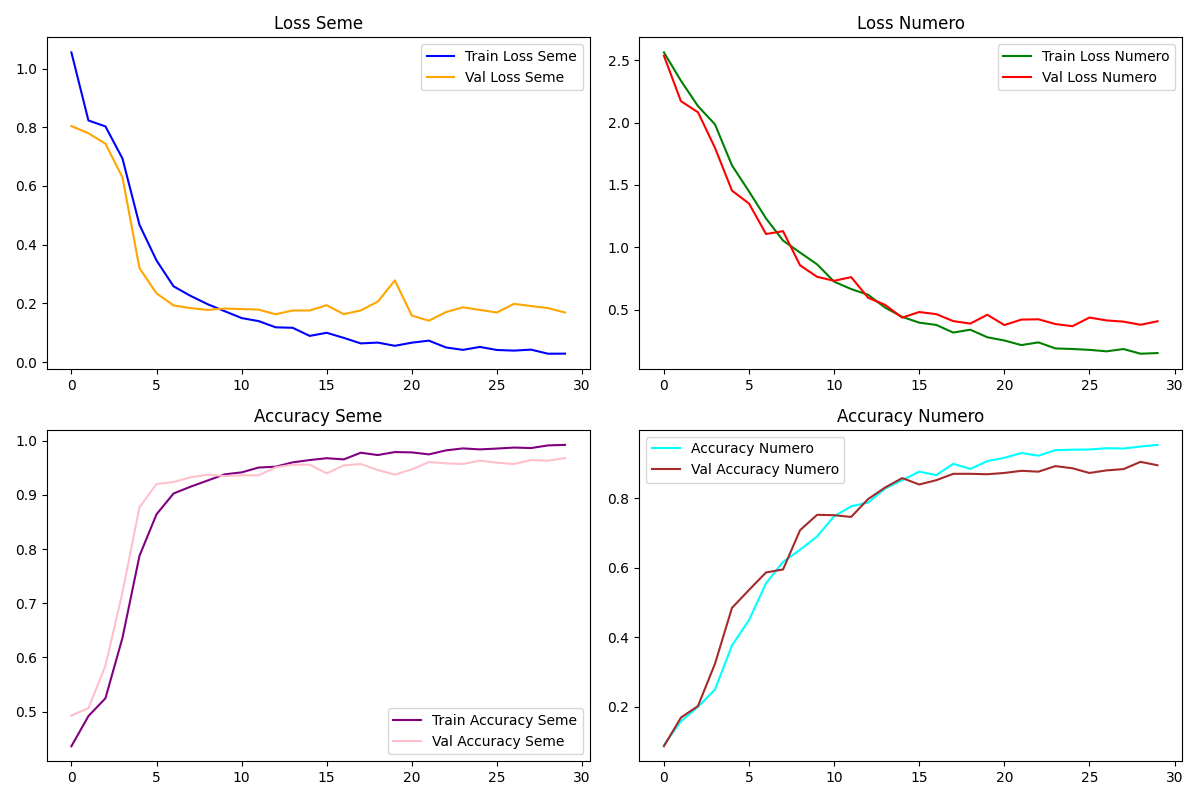 Loss Seme
1.0
0.8
0.6
0.4
0.2
0.0
Train Loss Seme
Val Loss Seme
0 5 10 15 20 25 30
Loss Numero
2.5
2.0
1.5
1.0
0.5
Train Loss Numero
Val Loss Numero
0 5 10 15 20 25 30
Accuracy Seme
1.0
0.9
0.8
0.7
0.6
0.5
Train Accuracy Seme
Val Accuracy Seme
0 5 10 15 20 25 30
Accuracy Numero
Accuracy Numero
Val Accuracy Numero
0.8
0.6
0.4
0.2
0 5 10 15 20 25 30